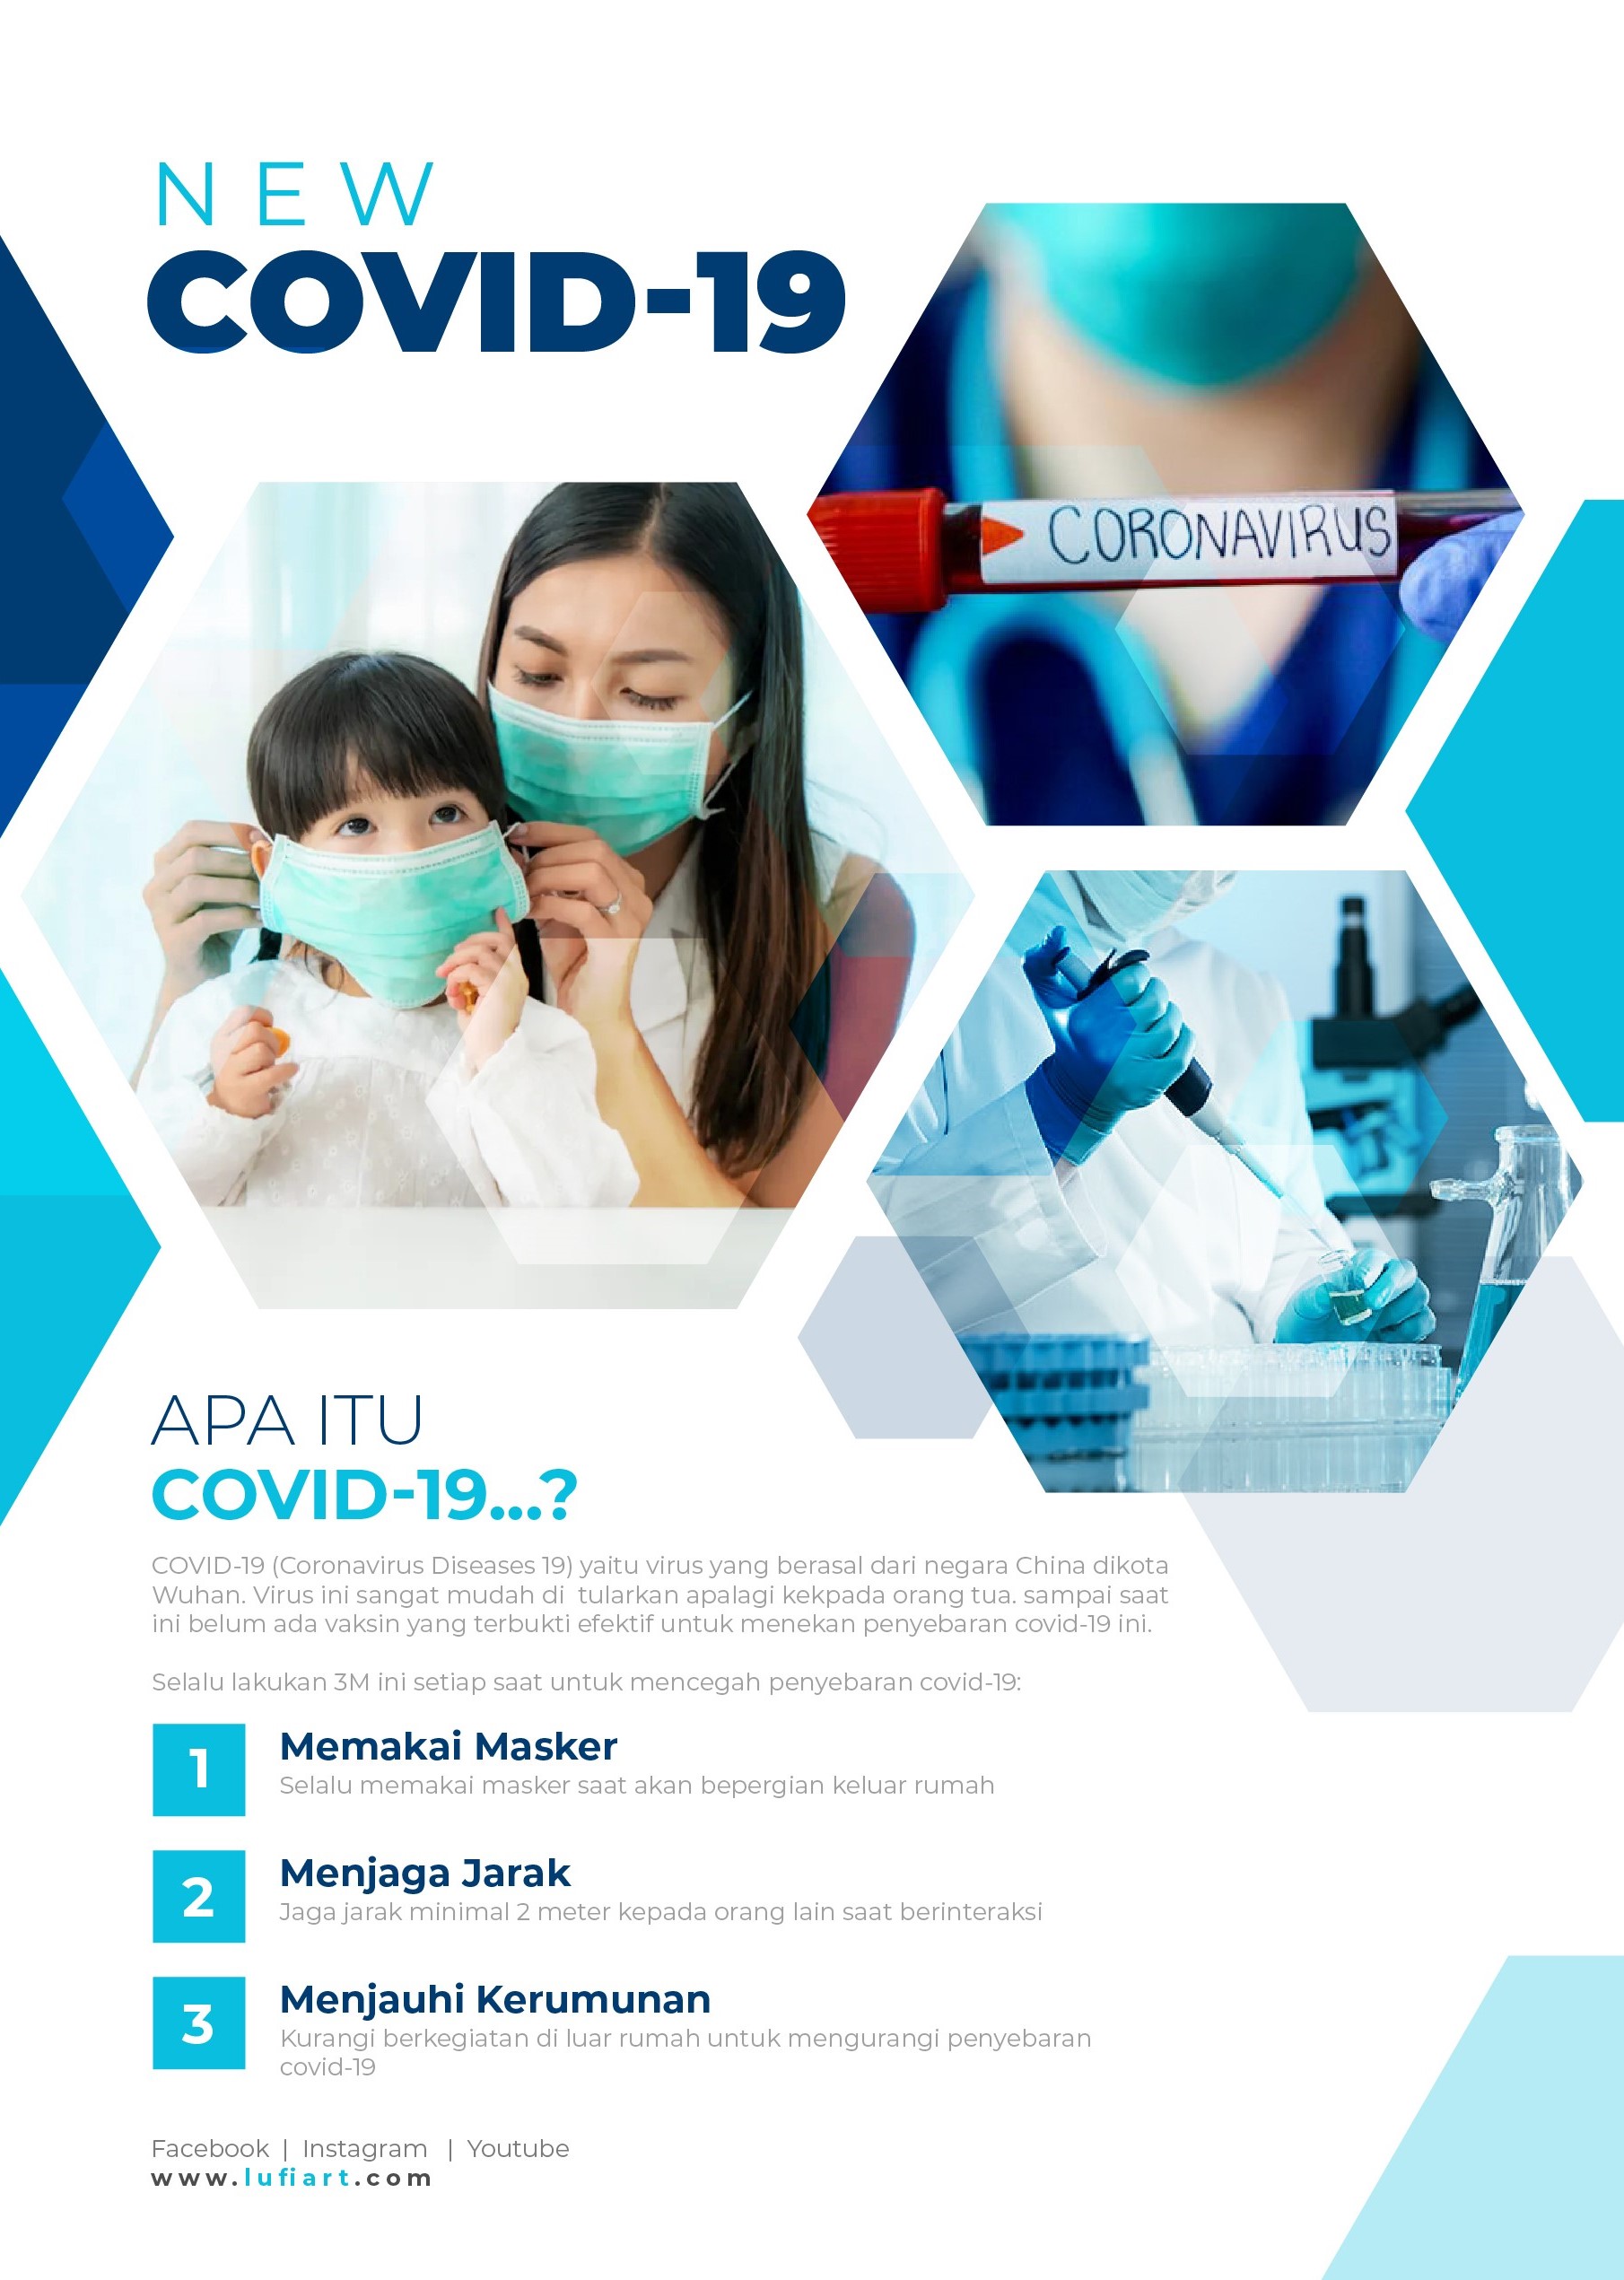 NEW
COVID-19
CORONAVIRUS
APA ITU
COVID-19...?
COVID-19 (Coronavirus Diseases 19) yaitu virus yang berasal dari negara China dikota
Wuhan. Virus ini sangat mudah di  tularkan apalagi kekpada orang tua. sampai saat
ini belum ada vaksin yang terbukti efektif untuk menekan penyebaran covid-19 ini.
Selalu lakukan 3M ini setiap saat untuk mencegah penyebaran covid-19:
1
Memakai Masker
Selalu memakai masker saat akan bepergian keluar rumah
2
Menjaga Jarak
Jaga jarak minimal 2 meter kepada orang lain saat berinteraksi
3
Menjauhi Kerumunan
Kurangi berkegiatan di luar rumah untuk mengurangi penyebaran
covid-19
Facebook | Instagram | Youtube
www.lufiart.com